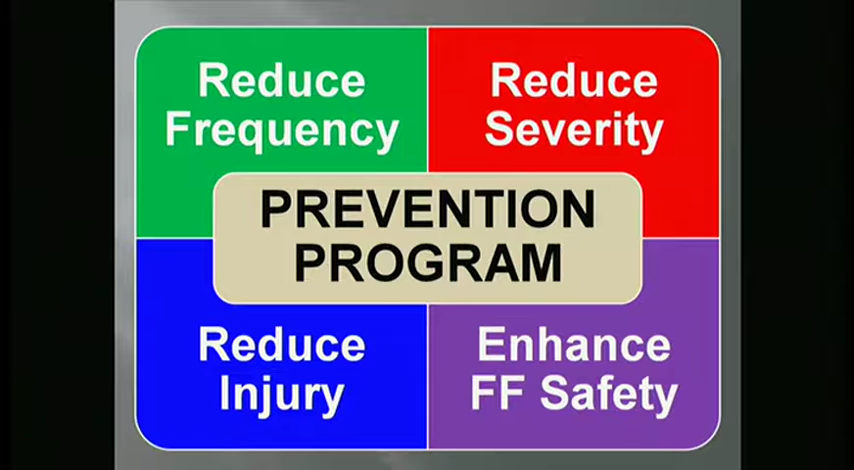 Reduce
Frequency
Reduce
Severity
PREVENTION
PROGRAM
Reduce
Injury
Enhance
FF Safety